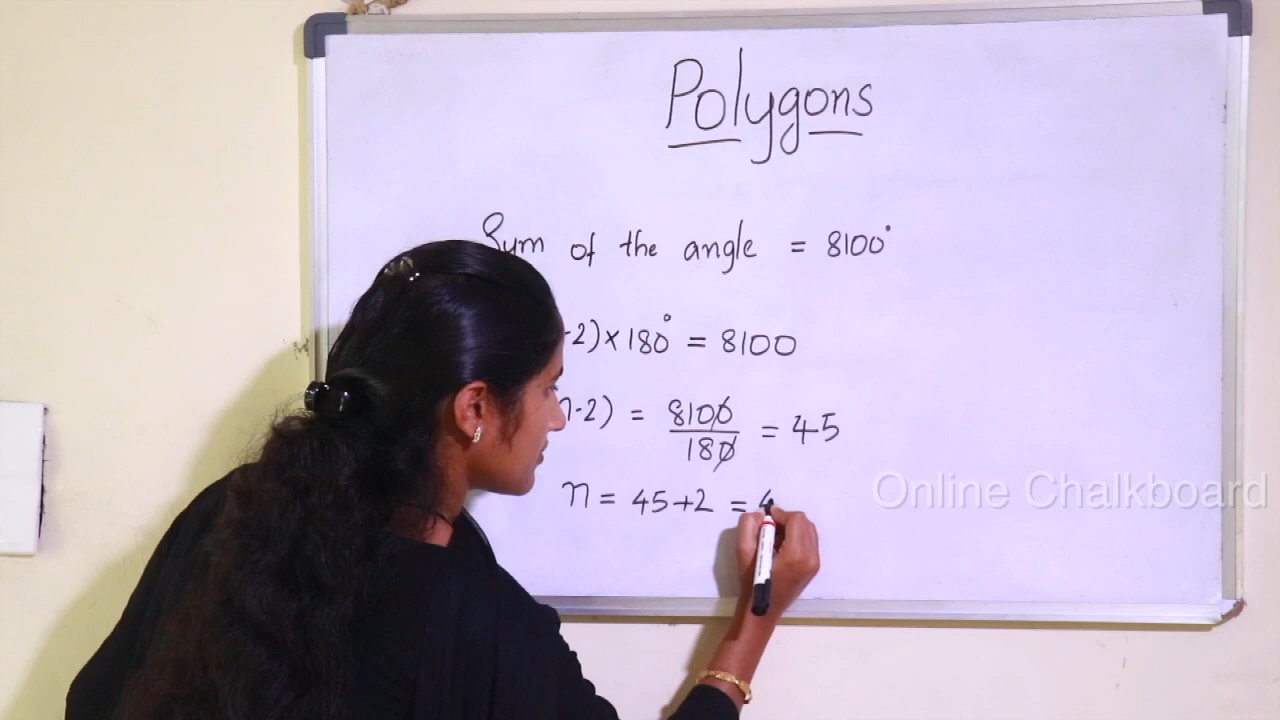 Polygons
Sum of the angle = 8100°
-2)×180° = 8100
n-2) = 8100/180 = 45
n = 45+2 = 4
Online Chalkboard